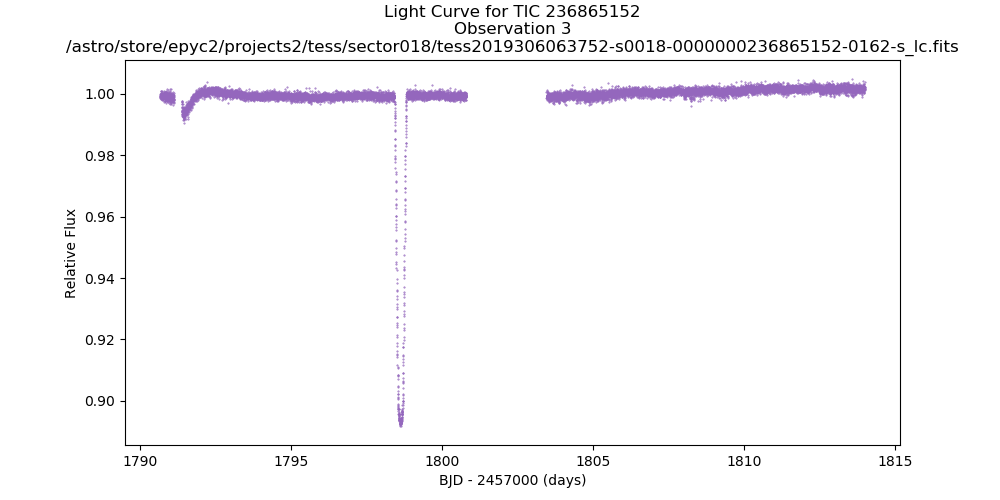 Light Curve for TIC 236865152
Observation 3
/astro/store/epyc2/projects2/tess/sector018/tess2019306063752-s0018-0000000236865152-0162-s_lc.fits
1.00
0.98
0.96
0.94
0.92
0.90
Relative Flux
1790 1795 1800 1805 1810 1815
BJD - 2457000 (days)